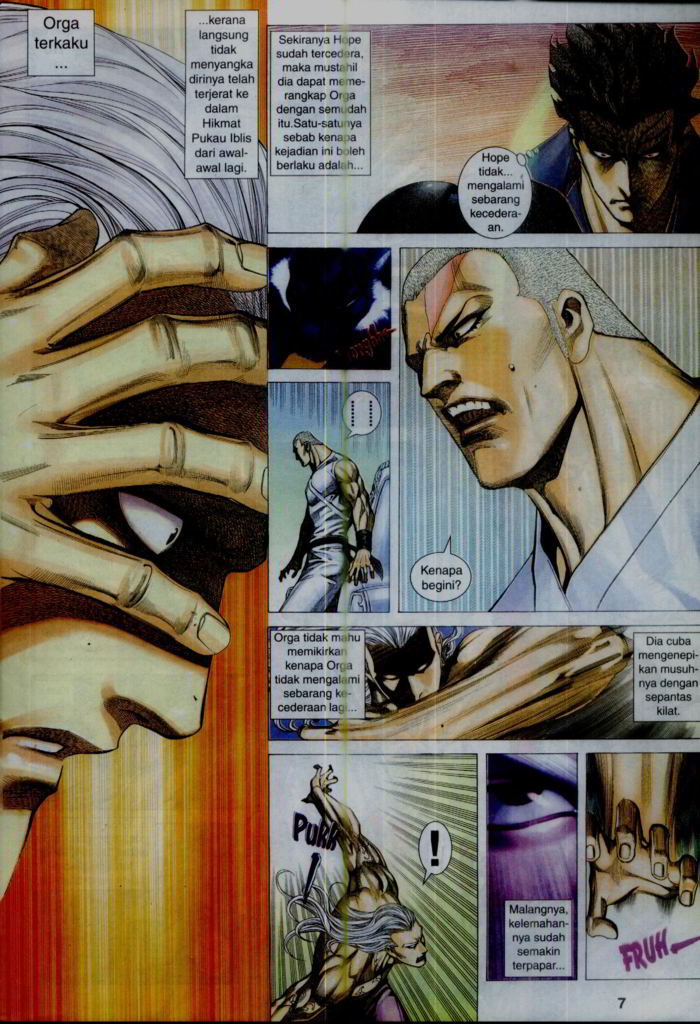 Orga
terkaku
...
...kerana
langsung
tidak
menyangka
dirinya telah
terjerat ke
dalam
Hikmat
Pukau Iblis
dari awal-
awal lagi.
Sekiranya Hope
sudah tercedera,
maka mustahil
dia dapat meme-
rangkap Orga
dengan semudah
itu.Satu-satunya
sebab kenapa
kejadian ini boleh
berlaku adalah...
Hope
tidak...
mengalami
sebarang
kecedera-
an.
Kenapa
begini?
Orga tidak mahu
memikirkan
kenapa Orga
tidak mengalami
sebarang ke-
cederaan lagi...
Dia cuba
mengenepi-
kan musuh-
nya dengan
sepantas
kilat.
PUKK
!
Malangnya,
kelemahan-
nya sudah
semakin
terpapar...
FRUH
7